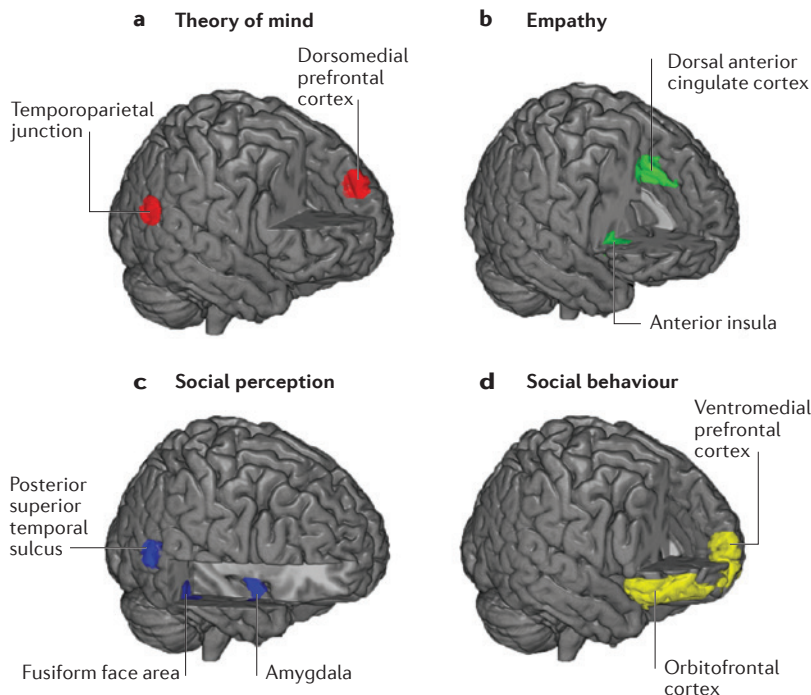 a Theory of mind
Dorsomedial
prefrontal
cortex
Temporoparietal
junction
b Empathy
Dorsal anterior
cingulate cortex
Anterior insula
c Social perception
Posterior
superior
temporal
sulcus
Fusiform face area
Amygdala
d Social behaviour
Ventromedial
prefrontal
cortex
Orbitofrontal
cortex